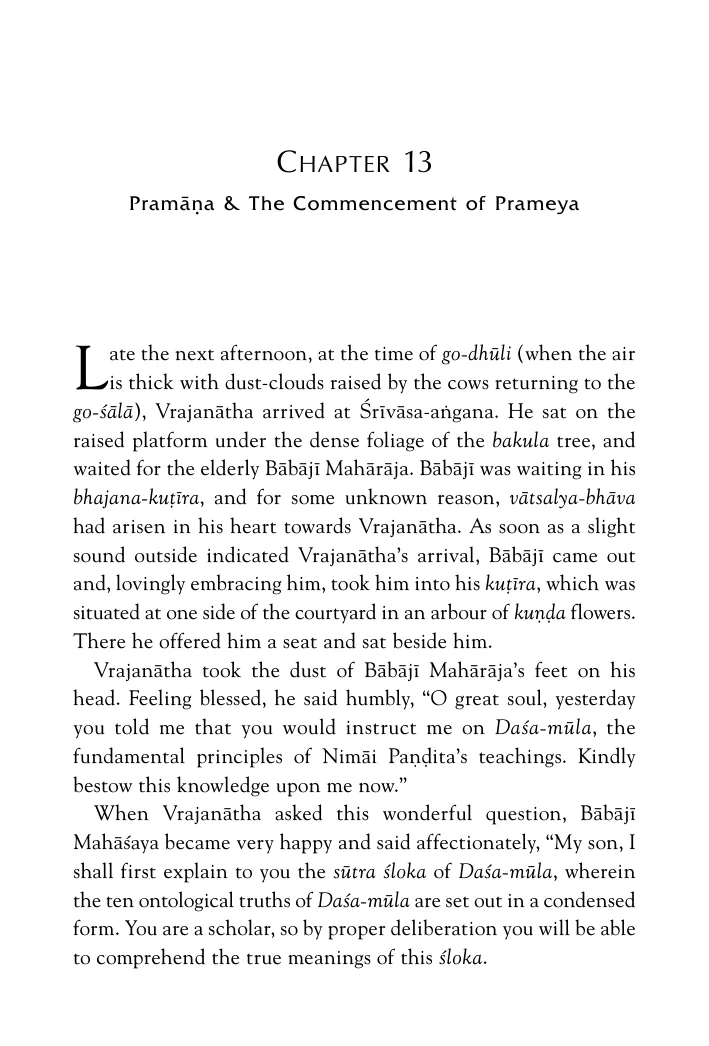 CHAPTER 13
Pramāṇa & The Commencement of Prameya
Late the next afternoon, at the time of go-dhūli (when the air
is thick with dust-clouds raised by the cows returning to the
go-śālā), Vrajanātha arrived at Śrīvāsa-aṅgana. He sat on the
raised platform under the dense foliage of the bakula tree, and
waited for the elderly Bābājī Mahārāja. Bābājī was waiting in his
bhajana-kuṭīra, and for some unknown reason, vātsalya-bhāva
had arisen in his heart towards Vrajanātha. As soon as a slight
sound outside indicated Vrajanātha’s arrival, Bābājī came out
and, lovingly embracing him, took him into his kuṭīra, which was
situated at one side of the courtyard in an arbour of kuṇḍa flowers.
There he offered him a seat and sat beside him.
Vrajanātha took the dust of Bābājī Mahārāja’s feet on his
head. Feeling blessed, he said humbly, “O great soul, yesterday
you told me that you would instruct me on Daśa-mūla, the
fundamental principles of Nimāi Paṇḍita’s teachings. Kindly
bestow this knowledge upon me now.”
When Vrajanātha asked this wonderful question, Bābājī
Mahāśaya became very happy and said affectionately, “My son, I
shall first explain to you the sūtra śloka of Daśa-mūla, wherein
the ten ontological truths of Daśa-mūla are set out in a condensed
form. You are a scholar, so by proper deliberation you will be able
to comprehend the true meanings of this śloka.